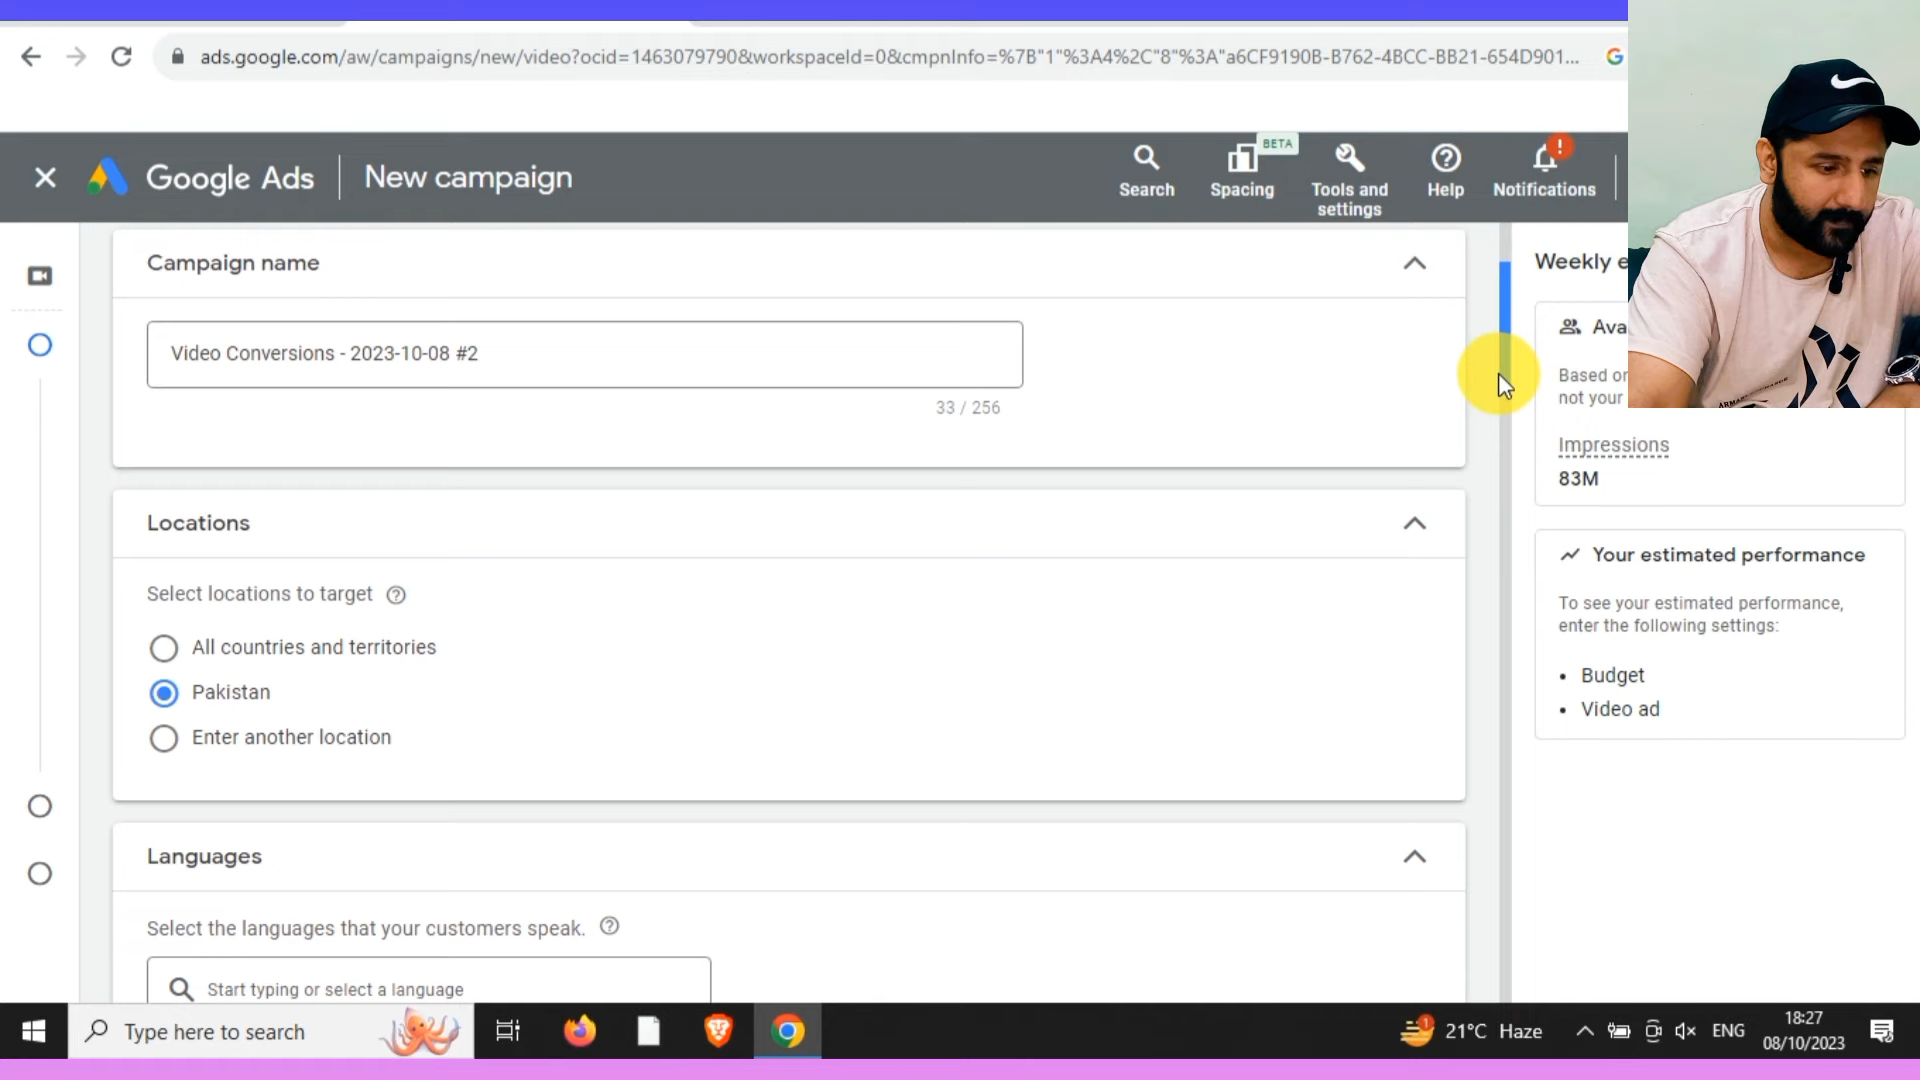 ads.google.com/aw/campaigns/new/video?ocid=1463079790&workspaceId=0&cmpnInfo=%7B"1"%3A4%2C"8"%3A"a6CF9190B-B762-4BCC-BB21-654D901...
Google Ads
New campaign
Search
BETA
Spacing
Tools and
settings
Help
!
Notifications
Campaign name
Video Conversions - 2023-10-08 #2
33 / 256
Locations
Select locations to target
All countries and territories
Pakistan
Enter another location
Languages
Select the languages that your customers speak.
Start typing or select a language
Weekly
Based
not your
Impressions
83M
Your estimated performance
To see your estimated performance,
enter the following settings:
• Budget
• Video ad
Type here to search
1
21°C Haze
ENG
18:27
08/10/2023